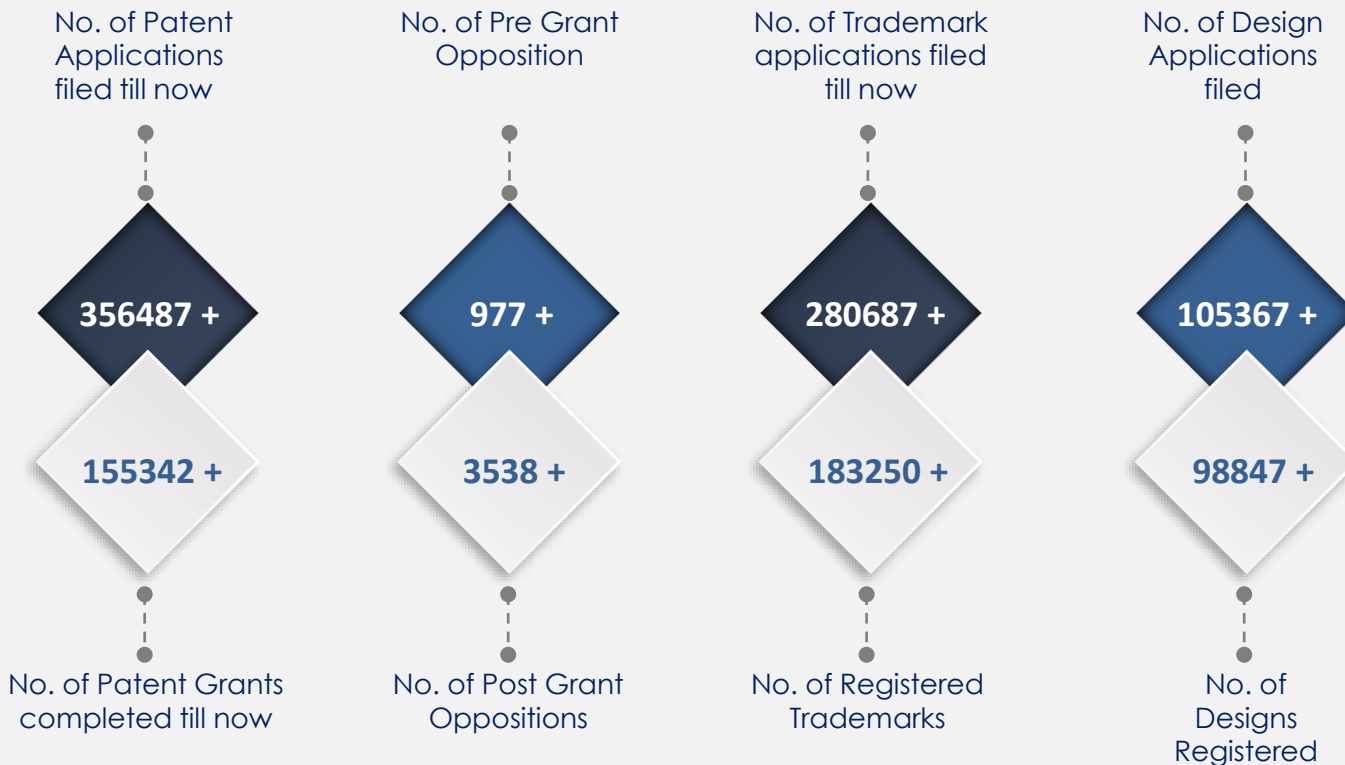 No. of Patent
Applications
filed till now
No. of Pre Grant
Opposition
No. of Trademark
applications filed
till now
No. of Design
Applications
filed
356487 +
977 +
280687 +
105367 +
155342 +
3538 +
183250 +
98847 +
No. of Patent Grants
completed till now
No. of Post Grant
Oppositions
No. of Registered
Trademarks
No. of
Designs
Registered